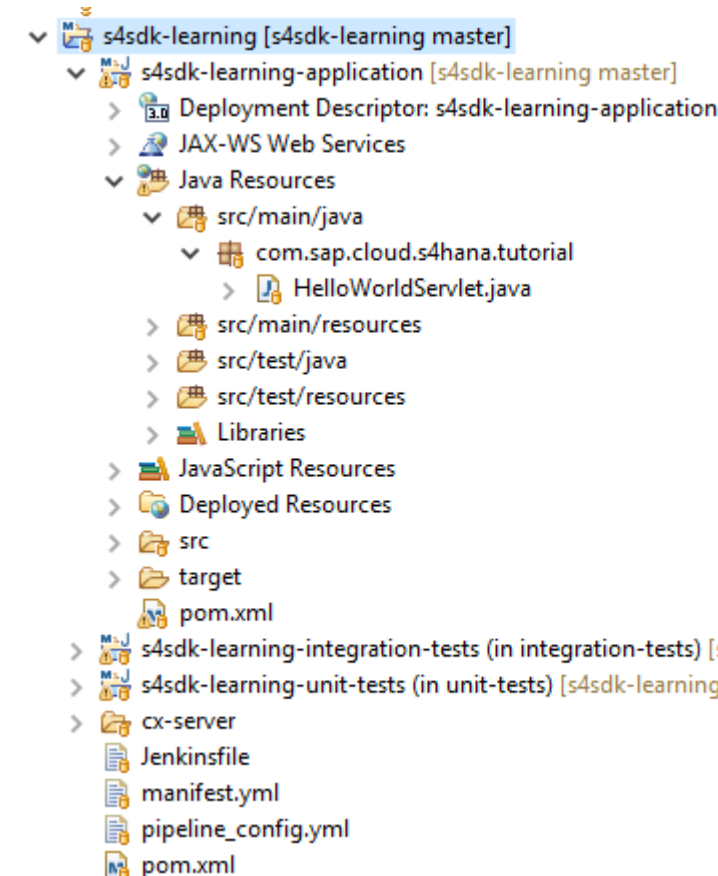 s4sdk-learning [s4sdk-learning master]
s4sdk-learning-application [s4sdk-learning master]
Deployment Descriptor: s4sdk-learning-application
JAX-WS Web Services
Java Resources
src/main/java
com.sap.cloud.s4hana.tutorial
HelloWorldServlet.java
src/main/resources
src/test/java
src/test/resources
Libraries
JavaScript Resources
Deployed Resources
src
target
pom.xml
s4sdk-learning-integration-tests (in integration-tests) [
s4sdk-learning-unit-tests (in unit-tests) [s4sdk-learning
cx-server
Jenkinsfile
manifest.yml
pipeline_config.yml
pom.xml